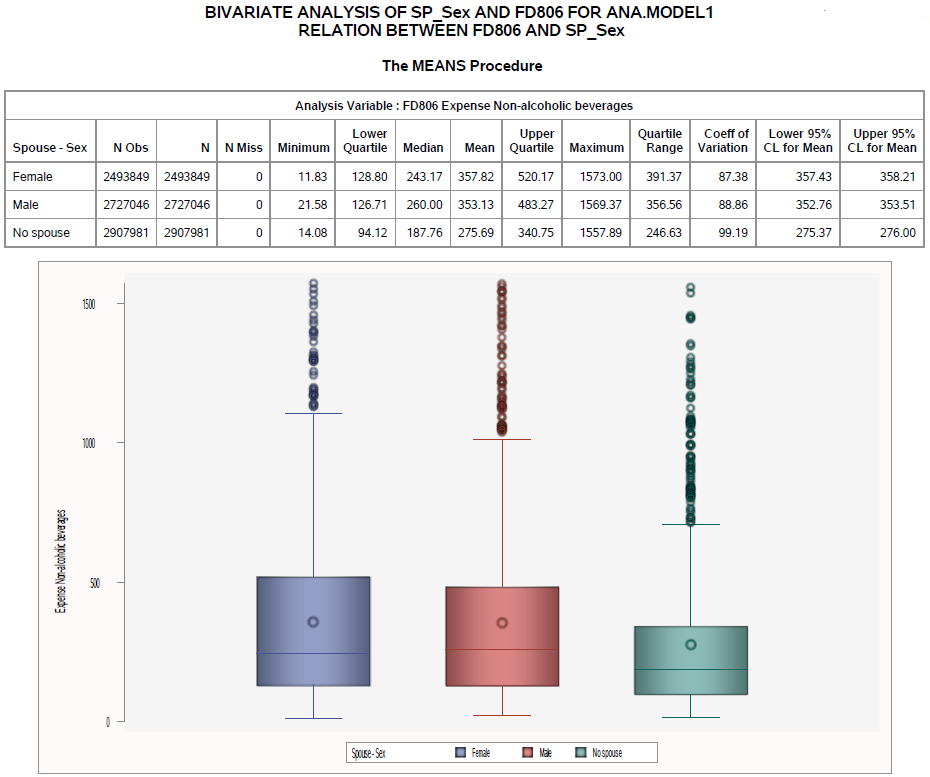 BIVARIATE ANALYSIS OF SP_Sex AND FD806 FOR ANA.MODEL1
RELATION BETWEEN FD806 AND SP_Sex
The MEANS Procedure
Analysis Variable : FD806 Expense Non-alcoholic beverages
Spouse - Sex N Obs N N Miss Minimum Lower Quartile Median Mean Upper Quartile Maximum Quartile Range Coeff of Variation Lower 95% CL for Mean Upper 95% CL for Mean
Female 2493849 2493849 0 11.83 128.80 243.17 357.82 520.17 1573.00 391.37 87.38 357.43 358.21
Male 2727046 2727046 0 21.58 126.71 260.00 353.13 483.27 1569.37 356.56 88.86 352.76 353.51
No spouse 2907981 2907981 0 14.08 94.12 187.76 275.69 340.75 1557.89 246.63 99.19 275.37 276.00
1500
1000
500
0
Expense Non-alcoholic beverages
Spouse - Sex Female Male No spouse